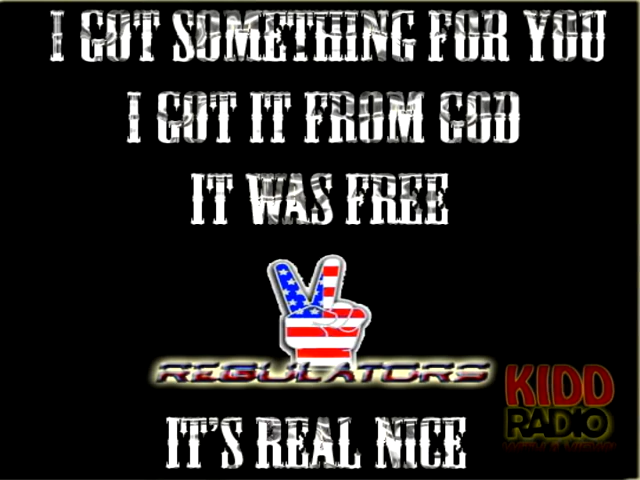 I GOT SOMETHING FOR YOU
I GOT IT FROM GOD
IT WAS FREE
REGULATORS
KIDD
RADIO
IT'S REAL NICE